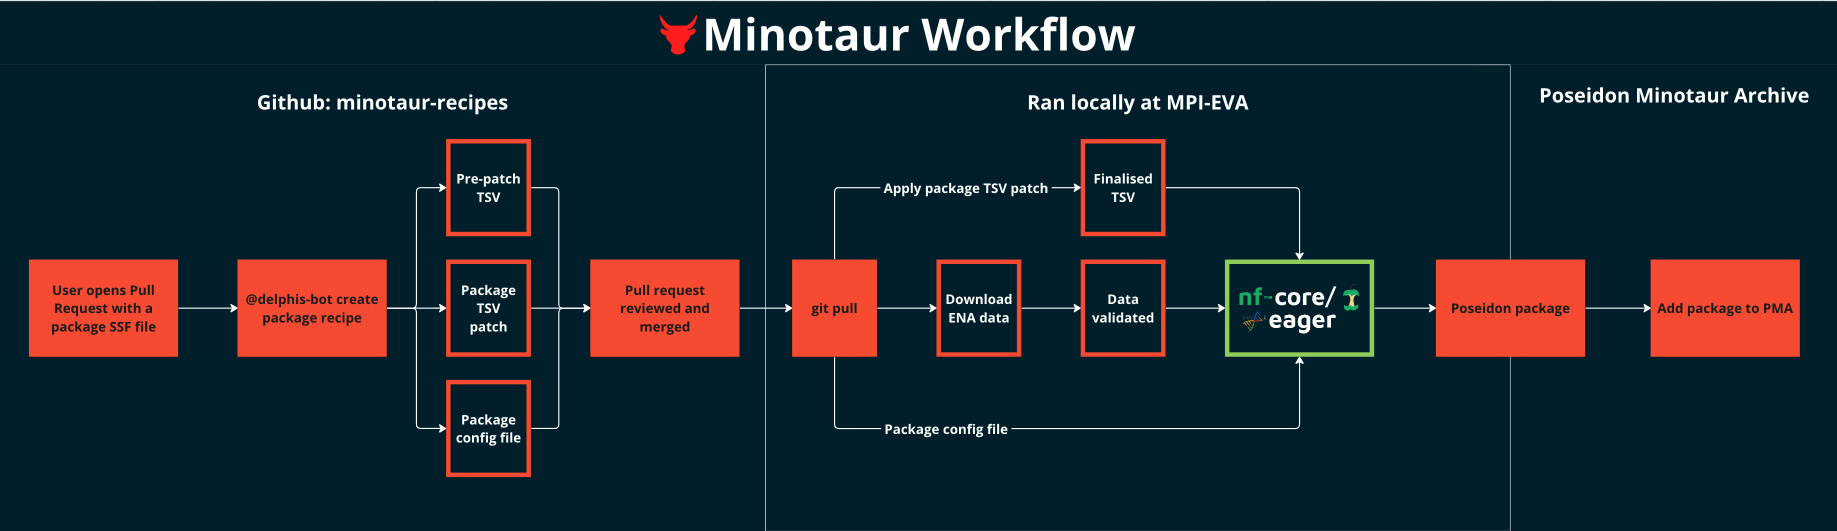 Minotaur Workflow
Github: minotaur-recipes
User opens Pull
Request with a
package SSF file
@delphis-bot create
package recipe
Pre-patch
TSV
Package
TSV
patch
Package
config file
Pull request
reviewed and
merged
Ran locally at MPI-EVA
git pull
Apply package TSV patch
Finalised
TSV
Download
ENA data
Data
validated
Package config file
nf-core/
eager
Poseidon Minotaur Archive
Poseidon package
Add package to PMA